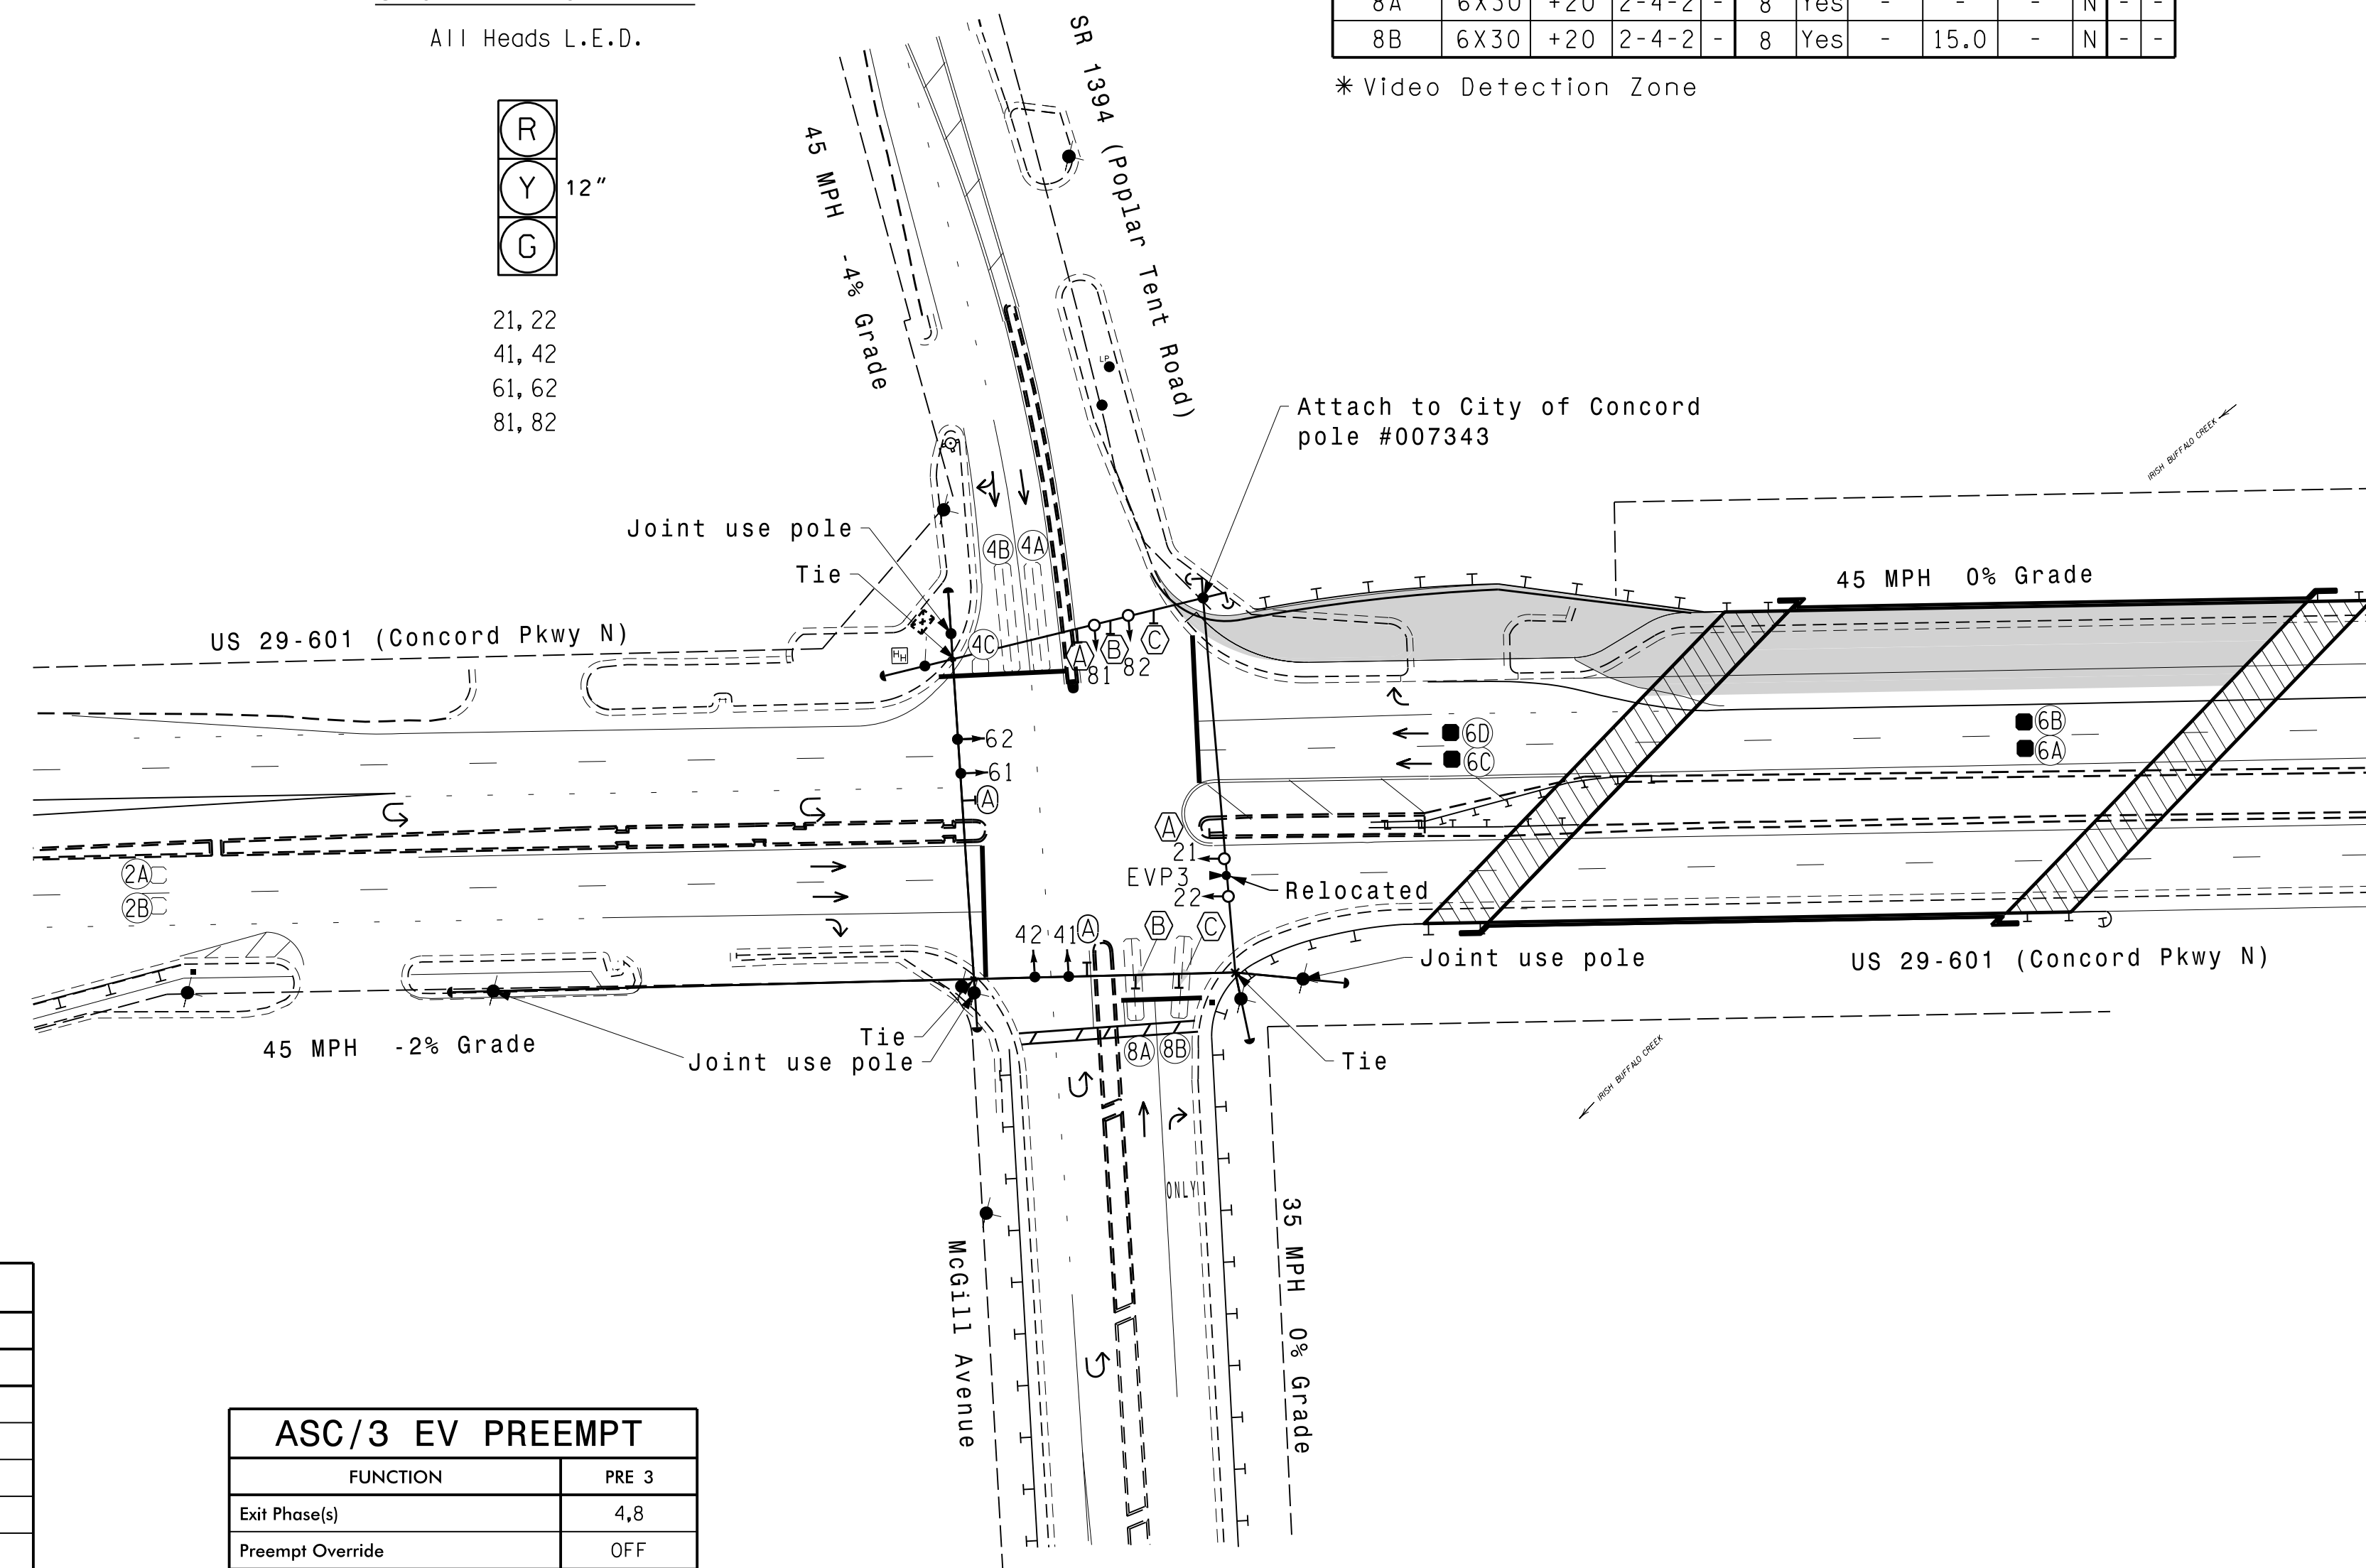 All Heads L.E.D.
R
Y 12"
G
21, 22
41, 42
61, 62
81, 82
8A 6X30 +20 2-4-2 - 8 Yes - - - N - -
8B 6X30 +20 2-4-2 - 8 Yes - 15.0 - N - -
* Video Detection Zone
45 MPH -4% Grade
SR 1394 (Poplar Tent Road)
LP
Attach to City of Concord
pole #007343
IRISH BUFFALO CREEK
Joint use pole
Tie
4B 4A
45 MPH 0% Grade
US 29-601 (Concord Pkwy N)
HH
4C
A B C
81 82
62
61
A
6D
6C
6B
6A
A
21
EVP3
22
Relocated
2A
2B
42 41 A
B C
Joint use pole
US 29-601 (Concord Pkwy N)
45 MPH -2% Grade
Tie
Joint use pole
8A 8B
Tie
IRISH BUFFALO CREEK
ONLY
McGill Avenue
35 MPH 0% Grade
ASC/3 EV PREEMPT
FUNCTION PRE 3
Exit Phase(s) 4,8
Preempt Override OFF